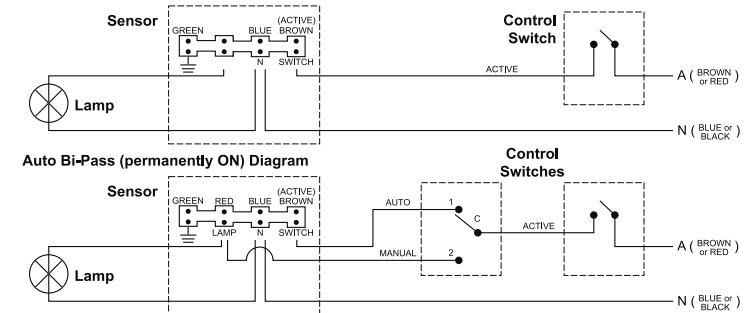 Sensor
GREEN BLUE (ACTIVE) BROWN
N SWITCH
Control Switch
ACTIVE
A ( BROWN or RED )
Lamp
N ( BLUE or BLACK )
Auto Bi-Pass (permanently ON) Diagram
Control Switches
Sensor
GREEN RED BLUE (ACTIVE) BROWN
LAMP N SWITCH
AUTO 1
C
ACTIVE
MANUAL 2
A ( BROWN or RED )
Lamp
N ( BLUE or BLACK )